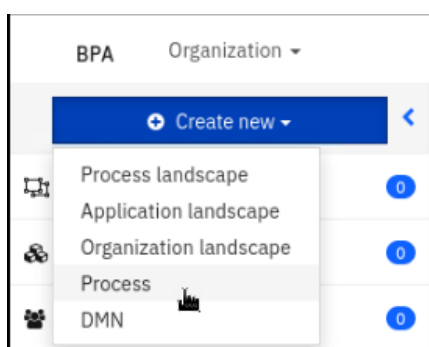 BPA Organization
Create new
Process landscape
0
Application landscape
Organization landscape
0
Process
DMN
0